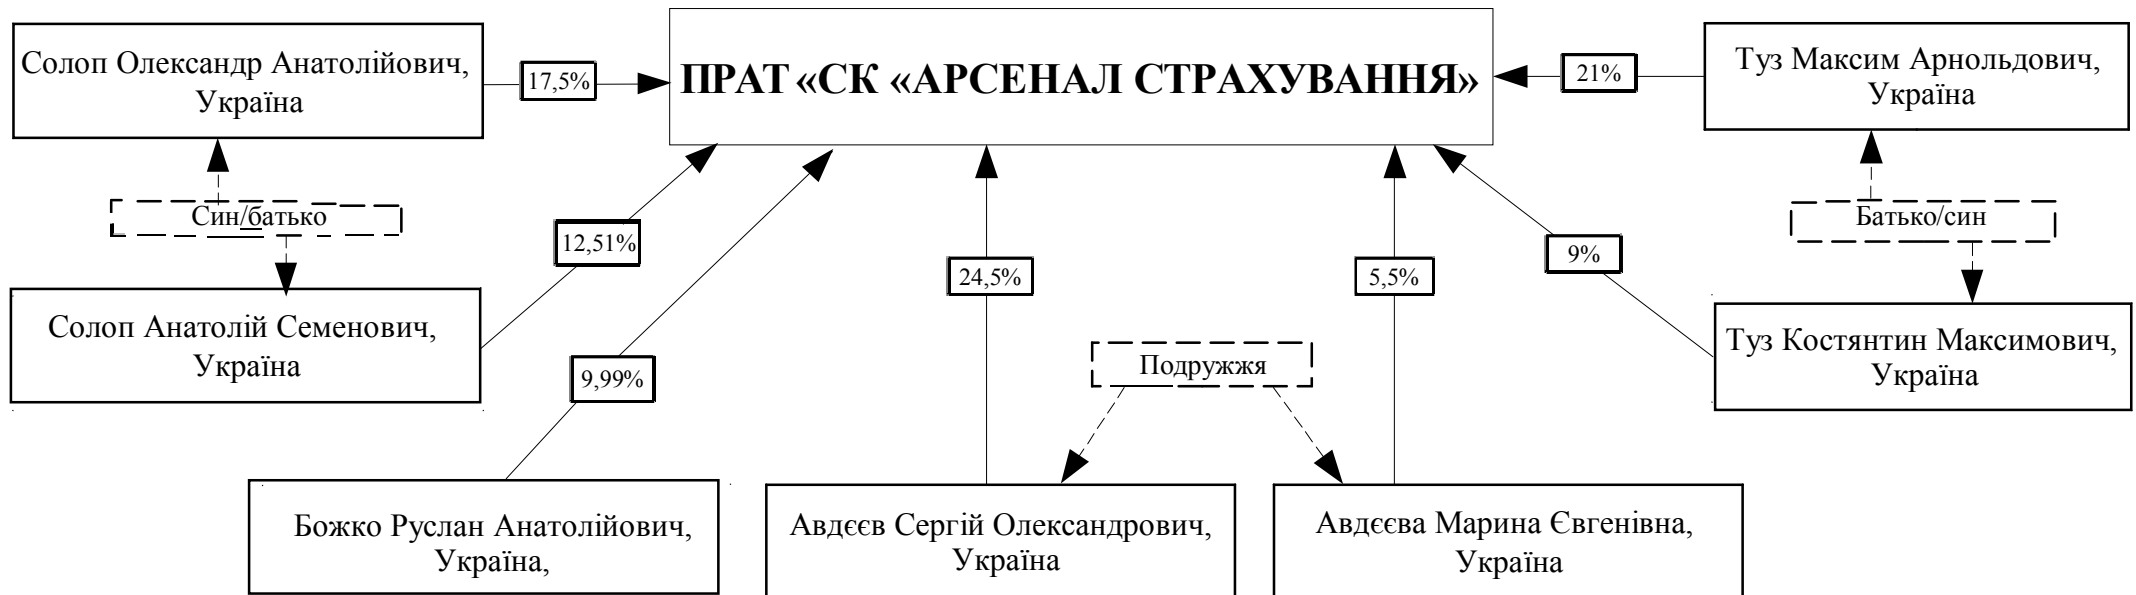 Солоп Олександр Анатолійович,
Україна
17,5%
ПРАТ «СК «АРСЕНАЛ СТРАХУВАННЯ»
21%
Туз Максим Арнольдович,
Україна
Син/батько
12,51%
24,5%
5,5%
9%
Батько/син
Солоп Анатолій Семенович,
Україна
9,99%
Подружжя
Туз Костянтин Максимович,
Україна
Божко Руслан Анатолійович,
Україна,
Авдєєв Сергій Олександрович,
Україна
Авдєєва Марина Євгенівна,
Україна